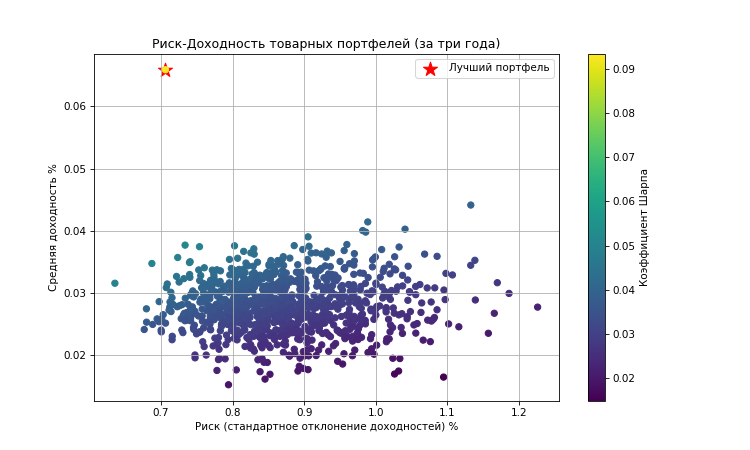 Риск-Доходность товарных портфелей (за три года)
Лучший портфель
Средняя доходность %
0.06
0.05
0.04
0.03
0.02
0.7 0.8 0.9 1.0 1.1 1.2
Риск (стандартное отклонение доходностей) %
0.09
0.08
0.07
0.06
0.05
0.04
0.03
0.02
Коэффициент Шарпа